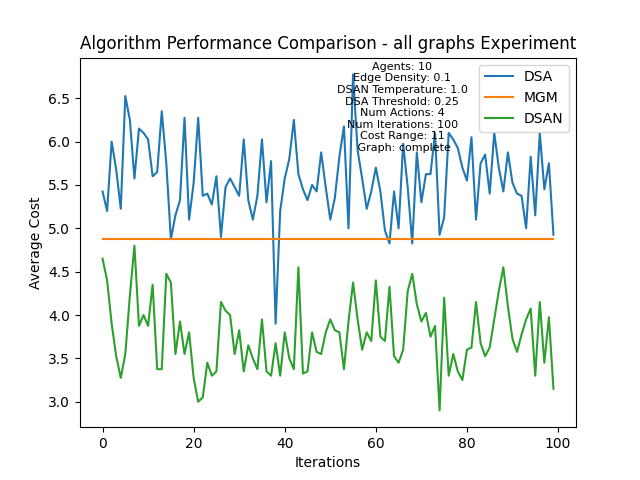 Algorithm Performance Comparison - all graphs Experiment
Agents: 10
Edge Density: 0.1
DSAN Temperature: 1.0
DSA Threshold: 0.25
Num Actions: 4
Num Iterations: 100
Cost Range: 11
Graph: complete
DSA
MGM
DSAN
Average Cost
6.5
6.0
5.5
5.0
4.5
4.0
3.5
3.0
0 20 40 60 80 100
Iterations